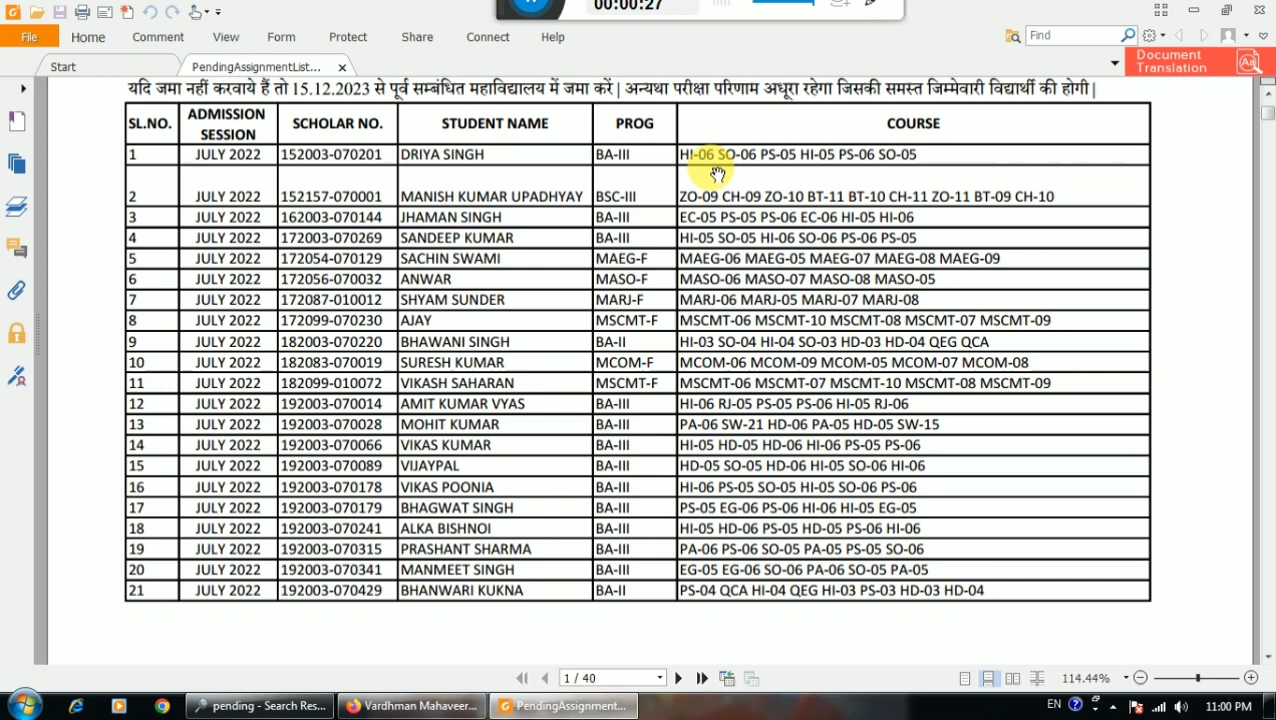 00:00:27
File Home Comment View Form Protect Share Connect Help Find
Start PendingAssignmentList... Document
Translation
यदि जमा नहीं करवाये हैं तो 15.12.2023 से पूर्व सम्बंधित महाविद्यालय में जमा करें | अन्यथा परीक्षा परिणाम अधूरा रहेगा जिसकी समस्त जिम्मेवारी विद्यार्थी की होगी |
SL.NO. ADMISSION SESSION SCHOLAR NO. STUDENT NAME PROG COURSE
1 JULY 2022 152003-070201 DRIYA SINGH BA-III HI-06 SO-06 PS-05 HI-05 PS-06 SO-05
2 JULY 2022 152157-070001 MANISH KUMAR UPADHYAY BSC-III ZO-09 CH-09 ZO-10 BT-11 BT-10 CH-11 ZO-11 BT-09 CH-10
3 JULY 2022 162003-070144 JHAMAN SINGH BA-III EC-05 PS-05 PS-06 EC-06 HI-05 HI-06
4 JULY 2022 172003-070269 SANDEEP KUMAR BA-III HI-05 SO-05 HI-06 SO-06 PS-06 PS-05
5 JULY 2022 172054-070129 SACHIN SWAMI MAEG-F MAEG-06 MAEG-05 MAEG-07 MAEG-08 MAEG-09
6 JULY 2022 172056-070032 ANWAR MASO-F MASO-06 MASO-07 MASO-08 MASO-05
7 JULY 2022 172087-010012 SHYAM SUNDER MARJ-F MARJ-06 MARJ-05 MARJ-07 MARJ-08
8 JULY 2022 172099-070230 AJAY MSCMT-F MSCMT-06 MSCMT-10 MSCMT-08 MSCMT-07 MSCMT-09
9 JULY 2022 182003-070220 BHAWANI SINGH BA-II HI-03 SO-04 HI-04 SO-03 HD-03 HD-04 QEG QCA
10 JULY 2022 182083-070019 SURESH KUMAR MCOM-F MCOM-06 MCOM-09 MCOM-05 MCOM-07 MCOM-08
11 JULY 2022 182099-010072 VIKASH SAHARAN MSCMT-F MSCMT-06 MSCMT-07 MSCMT-10 MSCMT-08 MSCMT-09
12 JULY 2022 192003-070014 AMIT KUMAR VYAS BA-III HI-06 RJ-05 PS-05 PS-06 HI-05 RJ-06
13 JULY 2022 192003-070028 MOHIT KUMAR BA-III PA-06 SW-21 HD-06 PA-05 HD-05 SW-15
14 JULY 2022 192003-070066 VIKAS KUMAR BA-III HI-05 HD-05 HD-06 HI-06 PS-05 PS-06
15 JULY 2022 192003-070089 VIJAYPAL BA-III HD-05 SO-05 HD-06 HI-05 SO-06 HI-06
16 JULY 2022 192003-070178 VIKAS POONIA BA-III HI-06 PS-05 SO-05 HI-05 SO-06 PS-06
17 JULY 2022 192003-070179 BHAGWAT SINGH BA-III PS-05 EG-06 PS-06 HI-06 HI-05 EG-05
18 JULY 2022 192003-070241 ALKA BISHNOI BA-III HI-05 HD-06 PS-05 HD-05 PS-06 HI-06
19 JULY 2022 192003-070315 PRASHANT SHARMA BA-III PA-06 PS-06 SO-05 PA-05 PS-05 SO-06
20 JULY 2022 192003-070341 MANMEET SINGH BA-III EG-05 EG-06 SO-06 PA-06 SO-05 PA-05
21 JULY 2022 192003-070429 BHANWARI KUKNA BA-II PS-04 QCA HI-04 QEG HI-03 PS-03 HD-03 HD-04
1 / 40 114.44%
pending - Search Res... Vardhman Mahaveer... PendingAssignment... EN 11:00 PM